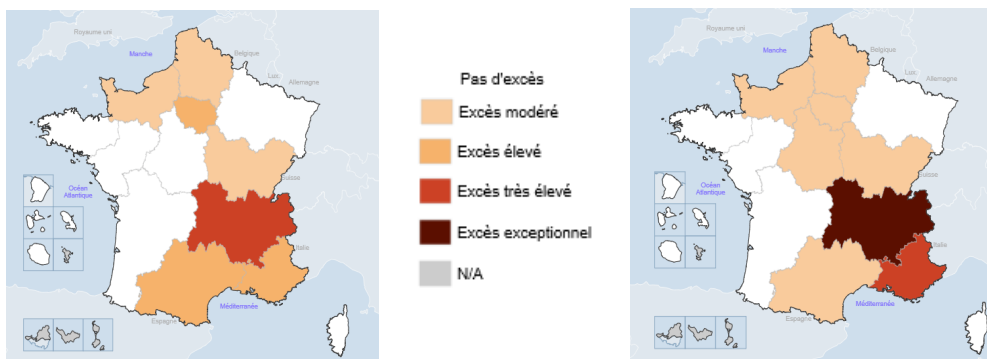 Royaume uni
Manche
Belgique
Lux.
Allemagne
Suisse
Océan
Atlantique
Italie
Méditerranée
Espagne
Pas d'excès
Excès modéré
Excès élevé
Excès très élevé
Excès exceptionnel
N/A
Royaume uni
Manche
Belgique
Lux.
Allemagne
Suisse
Océan
Atlantique
Italie
Méditerranée
Espagne